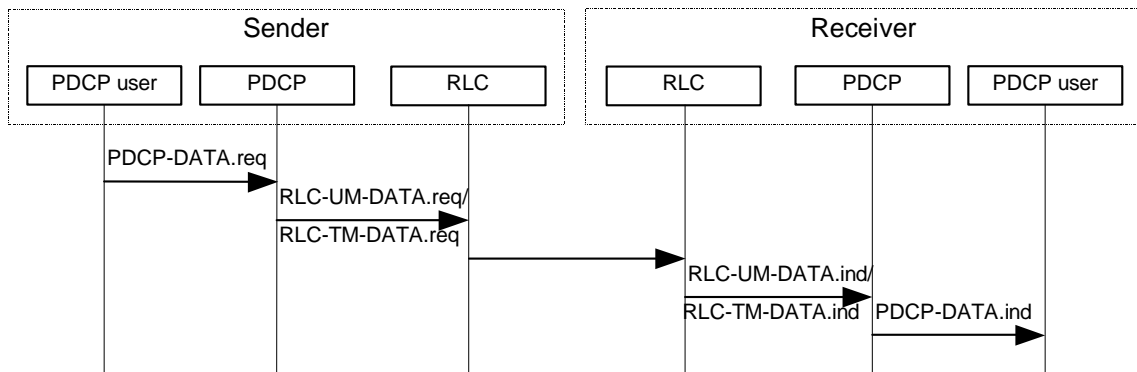 Sender
Receiver
PDCP user
PDCP
RLC
RLC
PDCP
PDCP user
PDCP-DATA.req
RLC-UM-DATA.req/
RLC-TM-DATA.req
RLC-UM-DATA.ind/
RLC-TM-DATA.ind
PDCP-DATA.ind